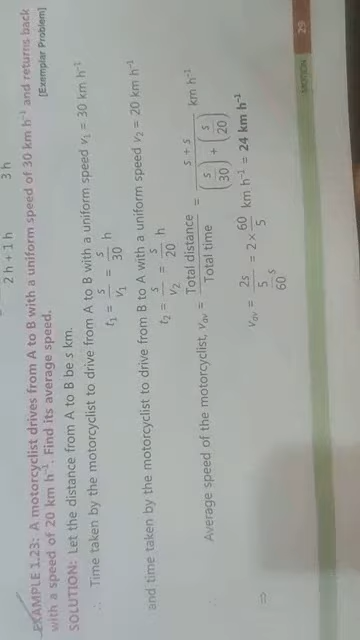 2 h + 1 h 3 h
EXAMPLE 1.23: A motorcyclist drives from A to B with a uniform speed of 30 km h⁻¹ and returns back
with a speed of 20 km h⁻¹. Find its average speed. [Exemplar Problem]
SOLUTION: Let the distance from A to B be s km.
∴ Time taken by the motorcyclist to drive from A to B with a uniform speed v₁ = 30 km h⁻¹
t₁ = s/v₁ = s/30 h
and time taken by the motorcyclist to drive from B to A with a uniform speed v₂ = 20 km h⁻¹
t₂ = s/v₂ = s/20 h
∴ Average speed of the motorcyclist, vₐᵥ = Total distance/Total time = (s + s)/((s/30) + (s/20)) km h⁻¹
⇒ vₐᵥ = 2s/((5/60)s) = 2 × 60/5 km h⁻¹ = 24 km h⁻¹
MOTION 29